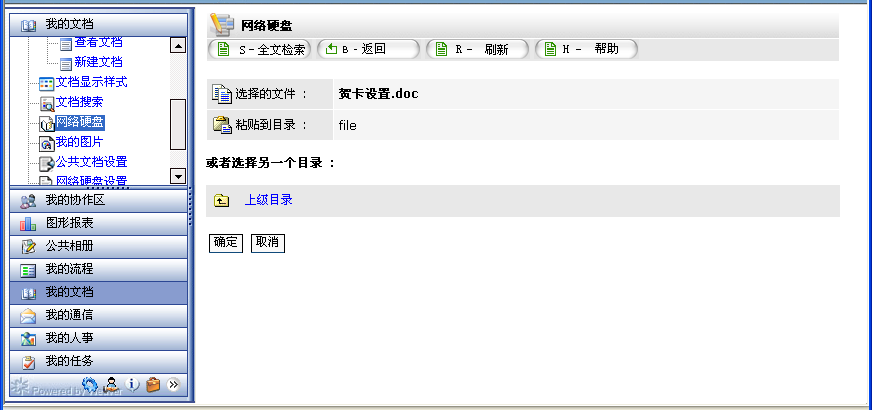 我的文档
查看文档
新建文档
文档显示样式
文档搜索
网络硬盘
我的图片
公共文档设置
网络硬盘设置
我的协作区
图形报表
公共相册
我的流程
我的文档
我的通信
我的人事
我的任务
Powered by Weaver
网络硬盘
S-全文检索 B-返回 R- 刷新 H- 帮助
选择的文件 : 贺卡设置.doc
粘贴到目录 : file
或者选择另一个目录 :
上级目录
确定 取消